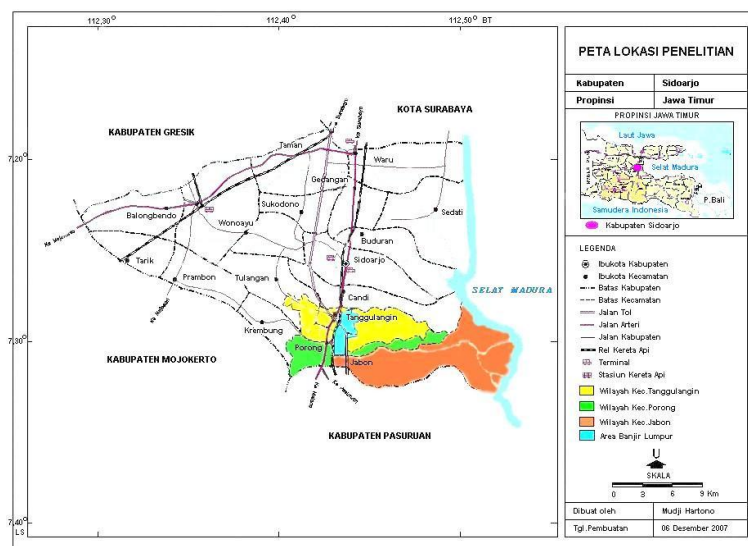 112,30° 112,40° 112,50° BT
7,20°
7,30°
7,40°
LS
KOTA SURABAYA
KABUPATEN GRESIK
Taman
Waru
Gedangan
Sukodono
Balongbendo
Wonoayu
Sedati
Buduran
Tarik
Sidoarjo
Prambon
Tulangan
Candi
SELAT MADURA
Krembung
Tanggulangin
Porong
Jabon
KABUPATEN MOJOKERTO
KABUPATEN PASURUAN
PETA LOKASI PENELITIAN
Kabupaten Sidoarjo
Propinsi Jawa Timur
PROPINSI JAWA TIMUR
Laut Jawa
Selat Madura
P.Bali
Samudera Indonesia
Kabupaten Sidoarjo
LEGENDA
Ibukota Kabupaten
Ibukota Kecamatan
Batas Kabupaten
Batas Kecamatan
Jalan Tol
Jalan Arteri
Jalan Kabupaten
Rel Kereta Api
Terminal
Stasiun Kereta Api
Wilayah Kec.Tanggulangin
Wilayah Kec.Porong
Wilayah Kec.Jabon
Area Banjir Lumpur
U
SKALA
0 3 6 9 Km
Dibuat oleh Mudji Hartono
Tgl.Pembuatan 06 Desember 2007